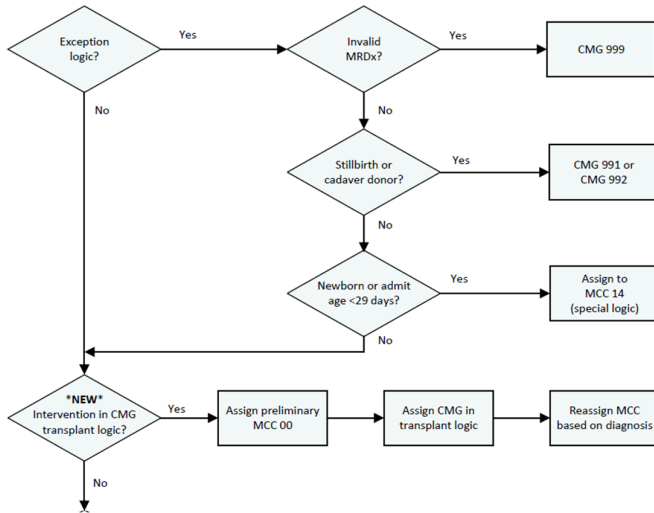 Exception
logic?
Yes
Invalid
MRDx?
Yes
CMG 999
No
No
Stillbirth or
cadaver donor?
Yes
CMG 991 or
CMG 992
No
Newborn or admit
age <29 days?
Yes
Assign to
MCC 14
(special logic)
No
*NEW*
Intervention in CMG
transplant logic?
Yes
Assign preliminary
MCC 00
Assign CMG in
transplant logic
Reassign MCC
based on diagnosis
No